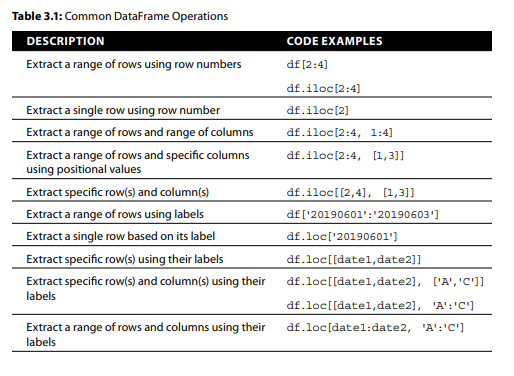 Table 3.1: Common DataFrame Operations
DESCRIPTION CODE EXAMPLES
Extract a range of rows using row numbers df[2:4]
df.iloc[2:4]
Extract a single row using row number df.iloc[2]
Extract a range of rows and range of columns df.iloc[2:4, 1:4]
Extract a range of rows and specific columns df.iloc[2:4, [1,3]]
using positional values
Extract specific row(s) and column(s) df.iloc[[2,4], [1,3]]
Extract a range of rows using labels df['20190601':'20190603']
Extract a single row based on its label df.loc['20190601']
Extract specific row(s) using their labels df.loc[[date1,date2]]
Extract specific row(s) and column(s) using their df.loc[[date1,date2], ['A','C']]
labels
df.loc[[date1,date2], 'A':'C']
Extract a range of rows and columns using their df.loc[date1:date2, 'A':'C']
labels